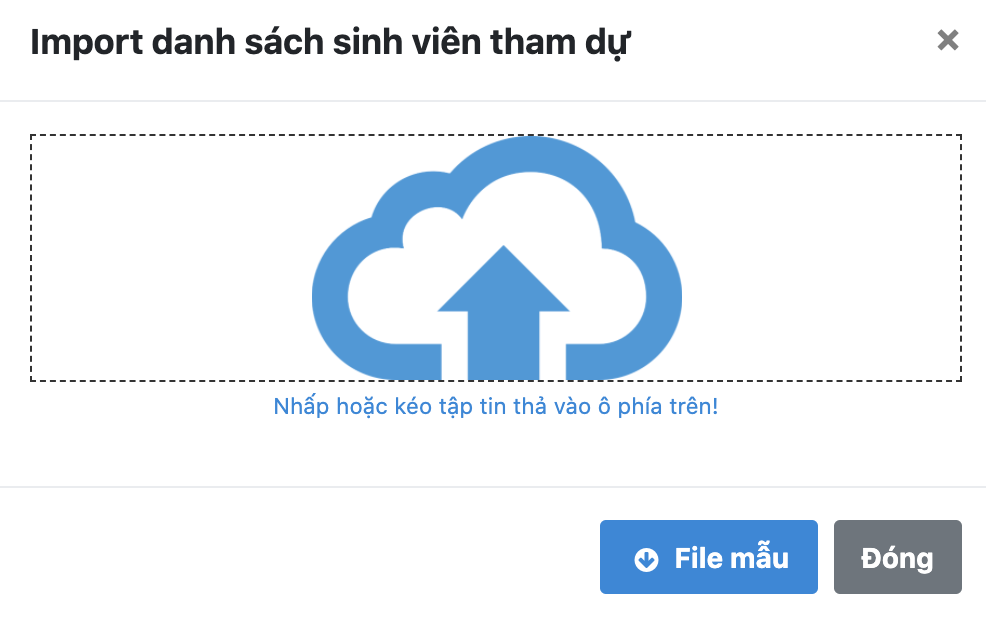 Import danh sách sinh viên tham dự
Nhấp hoặc kéo tập tin thả vào ô phía trên!
File mẫu
Đóng